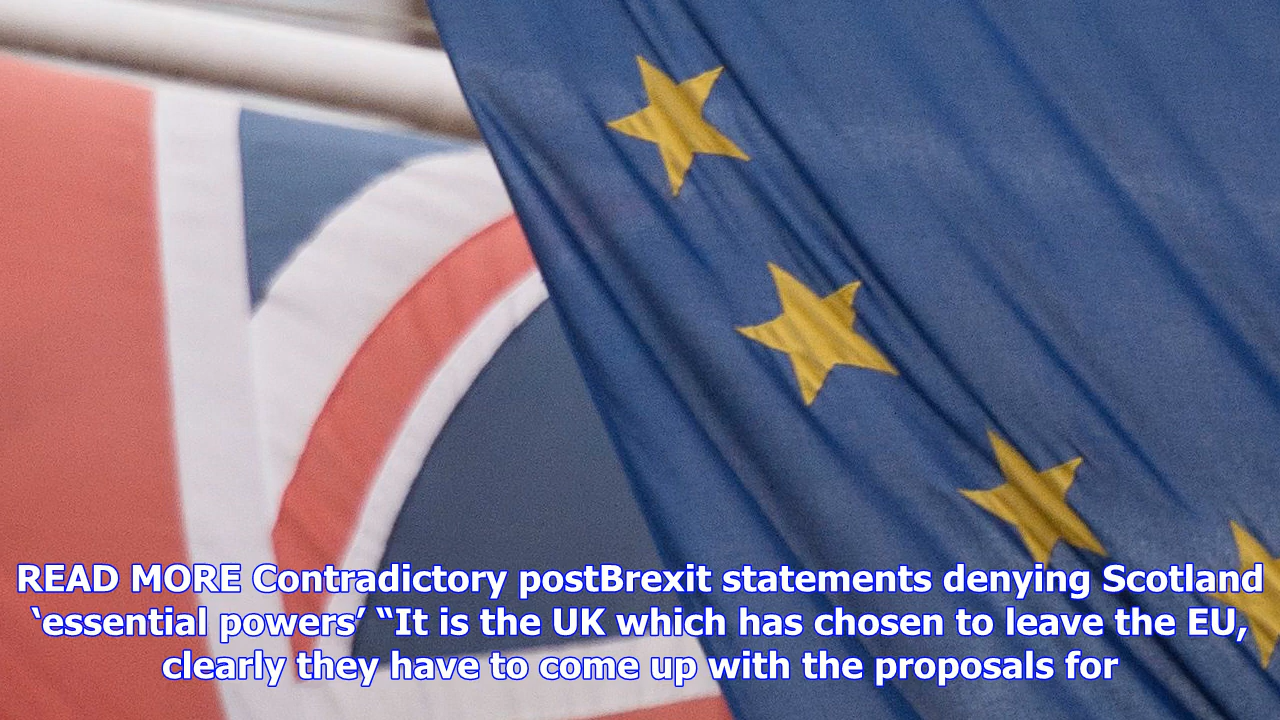 READ MORE Contradictory postBrexit statements denying Scotland
‘essential powers’ “It is the UK which has chosen to leave the EU,
clearly they have to come up with the proposals for